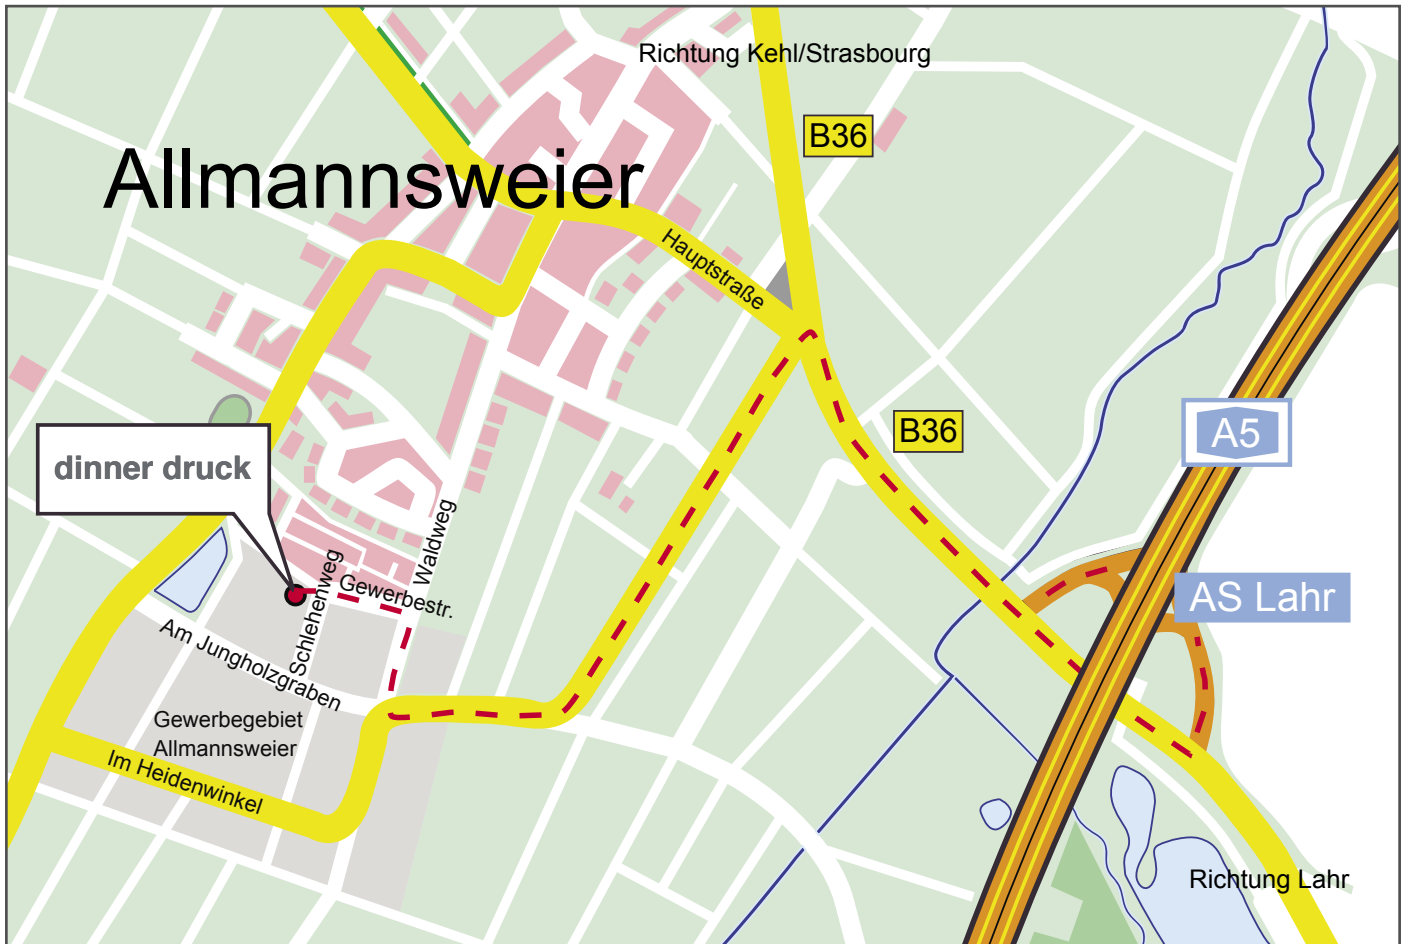 Richtung Kehl/Strasbourg
B36
Allmannsweier
Hauptstraße
B36
A5
dinner druck
Waldweg
Schlehenweg
Gewerbestr.
AS Lahr
Am Jungholzgraben
Gewerbegebiet
Allmannsweier
Im Heidenwinkel
Richtung Lahr